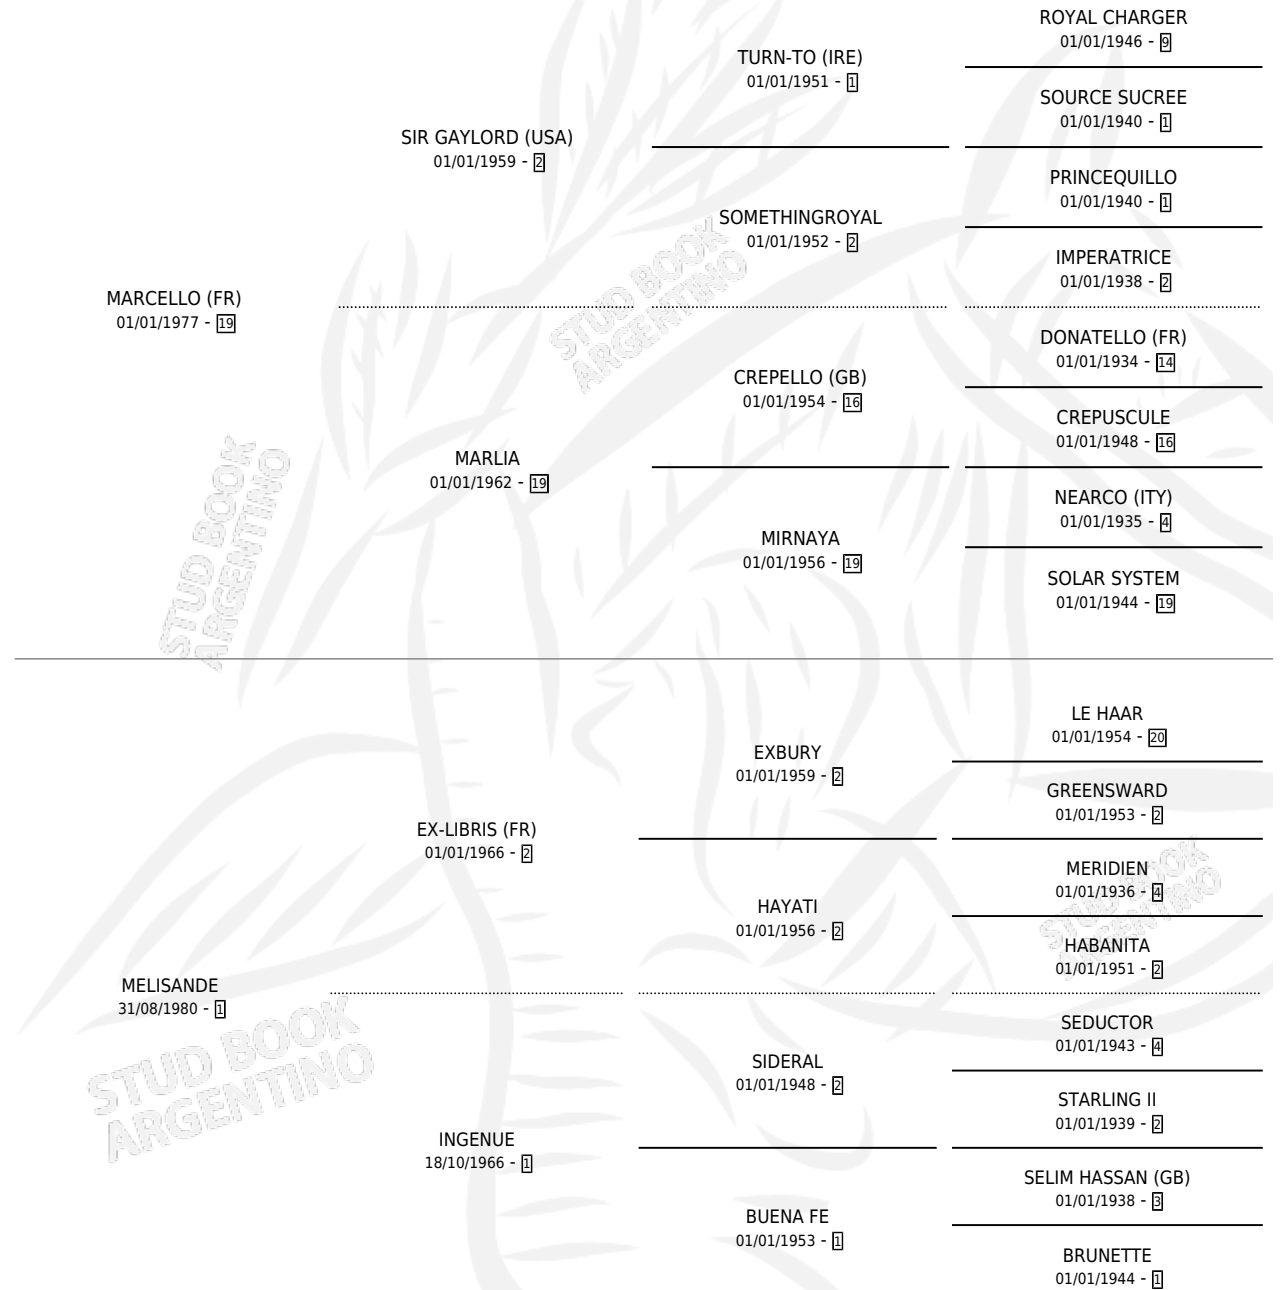 ROYAL CHARGER
01/01/1946 - 9
TURN-TO (IRE)
01/01/1951 - 1
SOURCE SUCREE
01/01/1940 - 1
SIR GAYLORD (USA)
01/01/1959 - 2
PRINCEQUILLO
01/01/1940 - 1
SOMETHINGROYAL
01/01/1952 - 2
IMPERATRICE
01/01/1938 - 2
MARCELLO (FR)
01/01/1977 - 19
DONATELLO (FR)
01/01/1934 - 14
CREPELLO (GB)
01/01/1954 - 16
CREPUSCULE
01/01/1948 - 16
MARLIA
01/01/1962 - 19
NEARCO (ITY)
01/01/1935 - 4
MIRNAYA
01/01/1956 - 19
SOLAR SYSTEM
01/01/1944 - 19
LE HAAR
01/01/1954 - 20
EXBURY
01/01/1959 - 2
GREENSWARD
01/01/1953 - 2
EX-LIBRIS (FR)
01/01/1966 - 2
MERIDIEN
01/01/1936 - 4
HAYATI
01/01/1956 - 2
HABANITA
01/01/1951 - 2
MELISANDE
31/08/1980 - 1
SEDUCTOR
01/01/1943 - 4
SIDERAL
01/01/1948 - 2
STARLING II
01/01/1939 - 2
INGENUE
18/10/1966 - 1
SELIM HASSAN (GB)
01/01/1938 - 3
BUENA FE
01/01/1953 - 1
BRUNETTE
01/01/1944 - 1
STUD BOOK
ARGENTINO
STUD BOOK
ARGENTINO
STUD BOOK
ARGENTINO
STUD BOOK
ARGENTINO